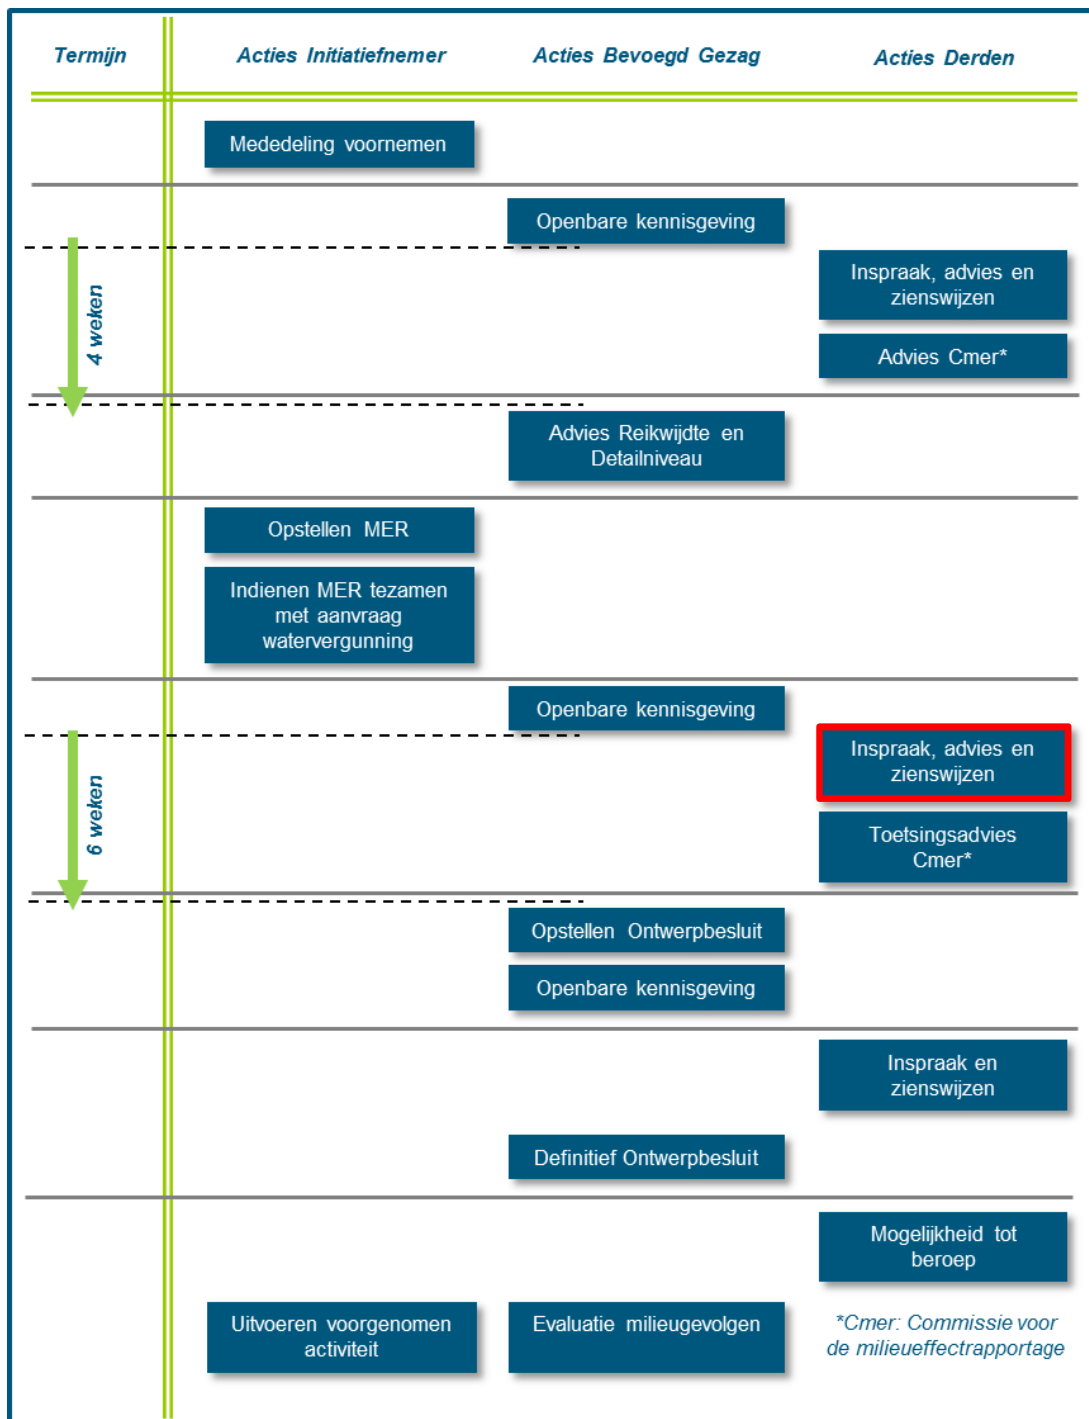 Termijn
Acties Initiatiefnemer
Acties Bevoegd Gezag
Acties Derden
Mededeling voornemen
Openbare kennisgeving
4 weken
Inspraak, advies en
zienswijzen
Advies Cmer*
Advies Reikwijdte en
Detailniveau
Opstellen MER
Indienen MER tezamen
met aanvraag
watervergunning
Openbare kennisgeving
6 weken
Inspraak, advies en
zienswijzen
Toetsingsadvies
Cmer*
Opstellen Ontwerpbesluit
Openbare kennisgeving
Inspraak en
zienswijzen
Definitief Ontwerpbesluit
Mogelijkheid tot
beroep
Uitvoeren voorgenomen
activiteit
Evaluatie milieugevolgen
*Cmer: Commissie voor
de milieueffectrapportage